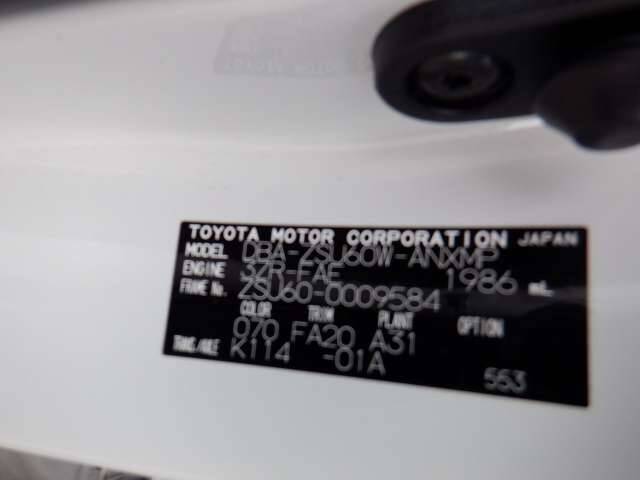 TOYOTA MOTOR CORPORATION JAPAN
MODEL DBA-ZSU60W-ANXMP
ENGINE 3ZR-FAE 1986 mL
FRAME No. ZSU60-0009584
COLOR TRIM PLANT OPTION
070 FA20 A31
TRANS/AXLE K114 -01A
553